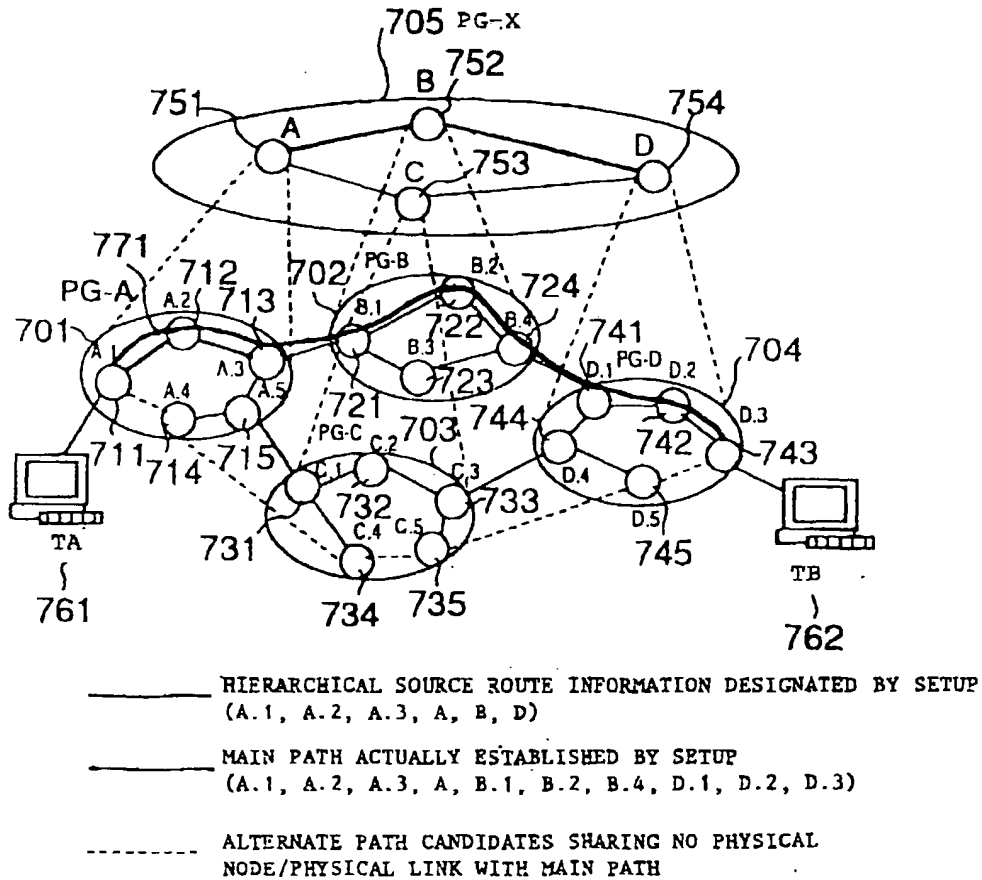 705 PG-X
752
751
B
754
A
D
753
C
771
712
702
PG-B
B.2
724
PG-A
A.2
713
701
B.1
722
B.4
741
PG-D
704
A.1
A.3
B.3
D.1
D.2
A.4
A.5
723
D.3
721
744
742
711
714
715
PG-C
703
743
C.1
C.2
C.3
D.4
732
733
D.5
731
C.4
C.5
745
TA
761
734
735
TB
762
HIERARCHICAL SOURCE ROUTE INFORMATION DESIGNATED BY SETUP
(A.1, A.2, A.3, A, B, D)
MAIN PATH ACTUALLY ESTABLISHED BY SETUP
(A.1, A.2, A.3, A, B.1, B.2, B.4, D.1, D.2, D.3)
ALTERNATE PATH CANDIDATES SHARING NO PHYSICAL
NODE/PHYSICAL LINK WITH MAIN PATH